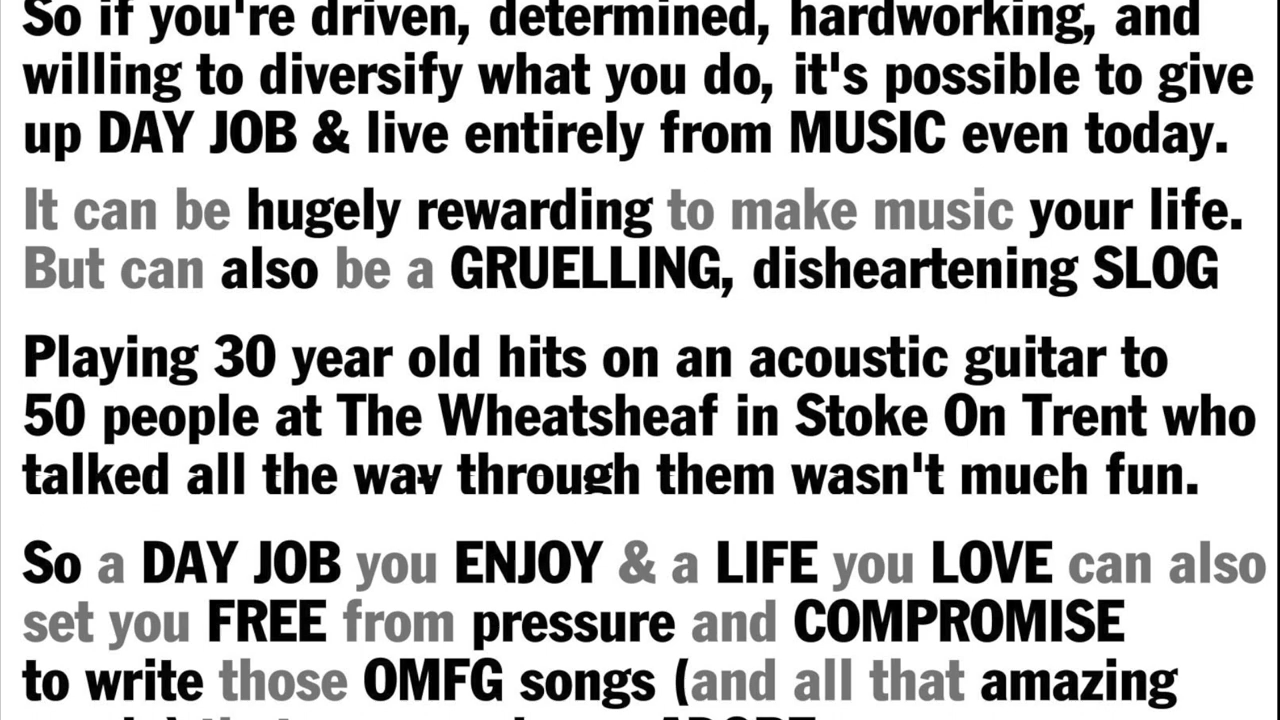 So if you're driven, determined, hardworking, and
willing to diversify what you do, it's possible to give
up DAY JOB & live entirely from MUSIC even today.
It can be hugely rewarding to make music your life.
But can also be a GRUELLING, disheartening SLOG
Playing 30 year old hits on an acoustic guitar to
50 people at The Wheatsheaf in Stoke On Trent who
talked all the way through them wasn't much fun.
So a DAY JOB you ENJOY & a LIFE you LOVE can also
set you FREE from pressure and COMPROMISE
to write those OMFG songs (and all that amazing